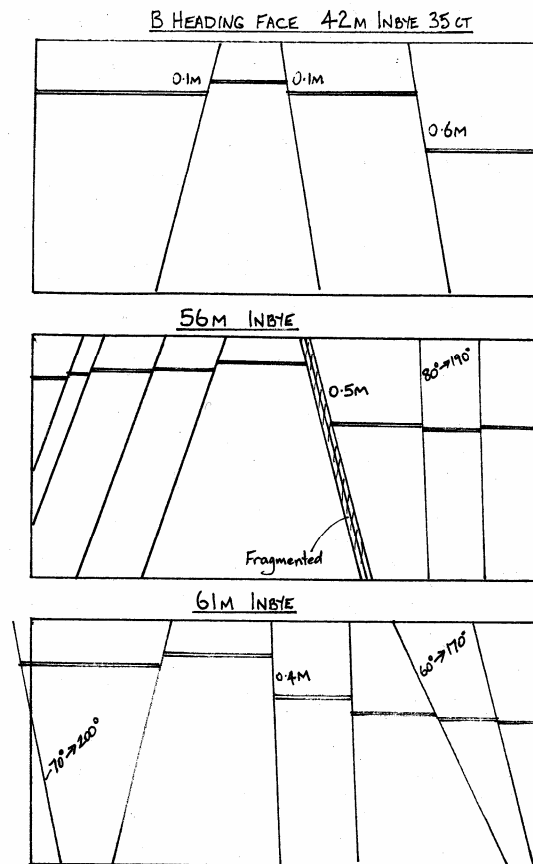 B HEADING FACE 42M INBYE 35 CT
0.1M 0.1M
0.6M
56M INBYE
80°→190°
0.5M
Fragmented
61M INBYE
60°→170°
0.4M
70°→200°